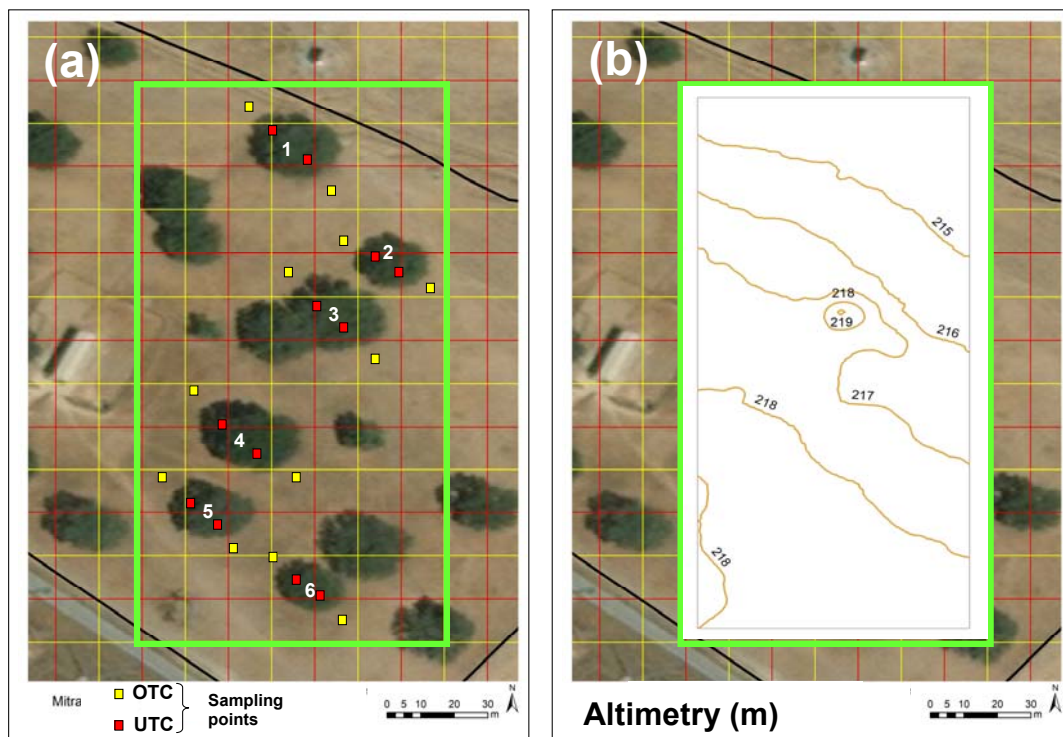 (a)
1
2
3
4
5
6
Mitra
OTC
UTC
Sampling
points
0 5 10 20 30
m
N
(b)
215
216
218
219
217
218
218
Altimetry (m)
0 5 10 20 30
m
N